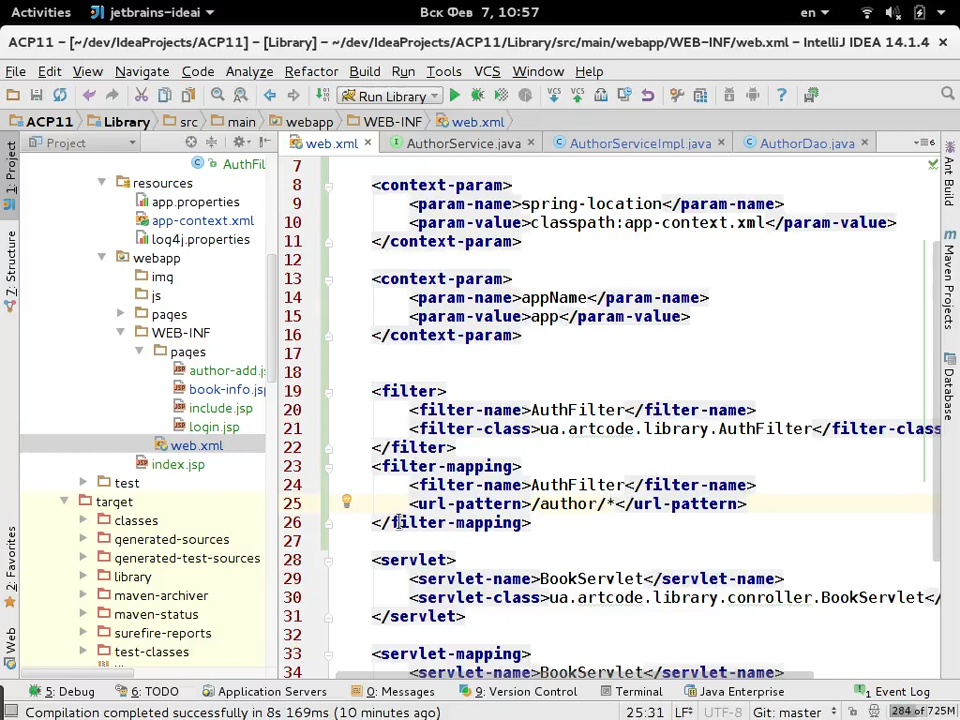 Activities jetbrains-ideai Вск Фев 7, 10:57 en
ACP11 – [~/dev/IdeaProjects/ACP11] – [Library] – ~/dev/IdeaProjects/ACP11/Library/src/main/webapp/WEB-INF/web.xml – IntelliJ IDEA 14.1.4
File Edit View Navigate Code Analyze Refactor Build Run Tools VCS Window Help
Run Library VCS VCS
ACP11 Library src main webapp WEB-INF web.xml
Project web.xml AuthorService.java AuthorServiceImpl.java AuthorDao.java
1: Project
7: Structure
2: Favorites
Web
AuthFil
resources
app.properties
app-context.xml
log4j.properties
webapp
img
js
pages
WEB-INF
pages
author-add.js
book-info.jsp
include.jsp
login.jsp
web.xml
index.jsp
test
target
classes
generated-sources
generated-test-sources
library
maven-archiver
maven-status
surefire-reports
test-classes
7
8 <context-param>
9 <param-name>spring-location</param-name>
10 <param-value>classpath:app-context.xml</param-value>
11 </context-param>
12
13 <context-param>
14 <param-name>appName</param-name>
15 <param-value>app</param-value>
16 </context-param>
17
18
19 <filter>
20 <filter-name>AuthFilter</filter-name>
21 <filter-class>ua.artcode.library.AuthFilter</filter-class
22 </filter>
23 <filter-mapping>
24 <filter-name>AuthFilter</filter-name>
25 <url-pattern>/author/*</url-pattern>
26 </filter-mapping>
27
28 <servlet>
29 <servlet-name>BookServlet</servlet-name>
30 <servlet-class>ua.artcode.library.conroller.BookServlet</
31 </servlet>
32
33 <servlet-mapping>
34 <servlet-name>BookServlet</servlet-name>
Ant Build
Maven Projects
Database
5: Debug 6: TODO Application Servers 0: Messages 9: Version Control Terminal Java Enterprise 1 Event Log
Compilation completed successfully in 8s 169ms (10 minutes ago) 25:31 LF UTF-8 Git: master 284 of 725M